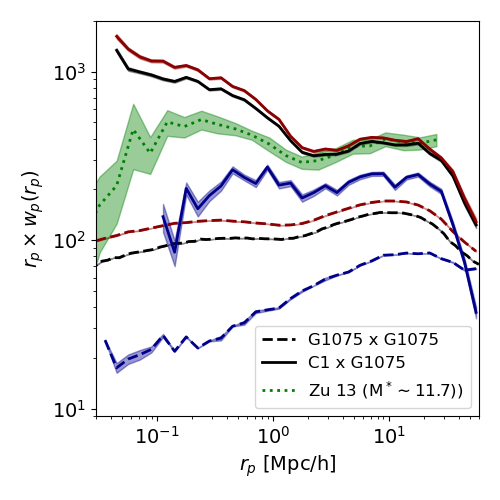 10³
10²
10¹
r_p × w_p(r_p)
G1075 x G1075
C1 x G1075
Zu 13 (M* ∼ 11.7))
10⁻¹
10⁰
10¹
r_p [Mpc/h]